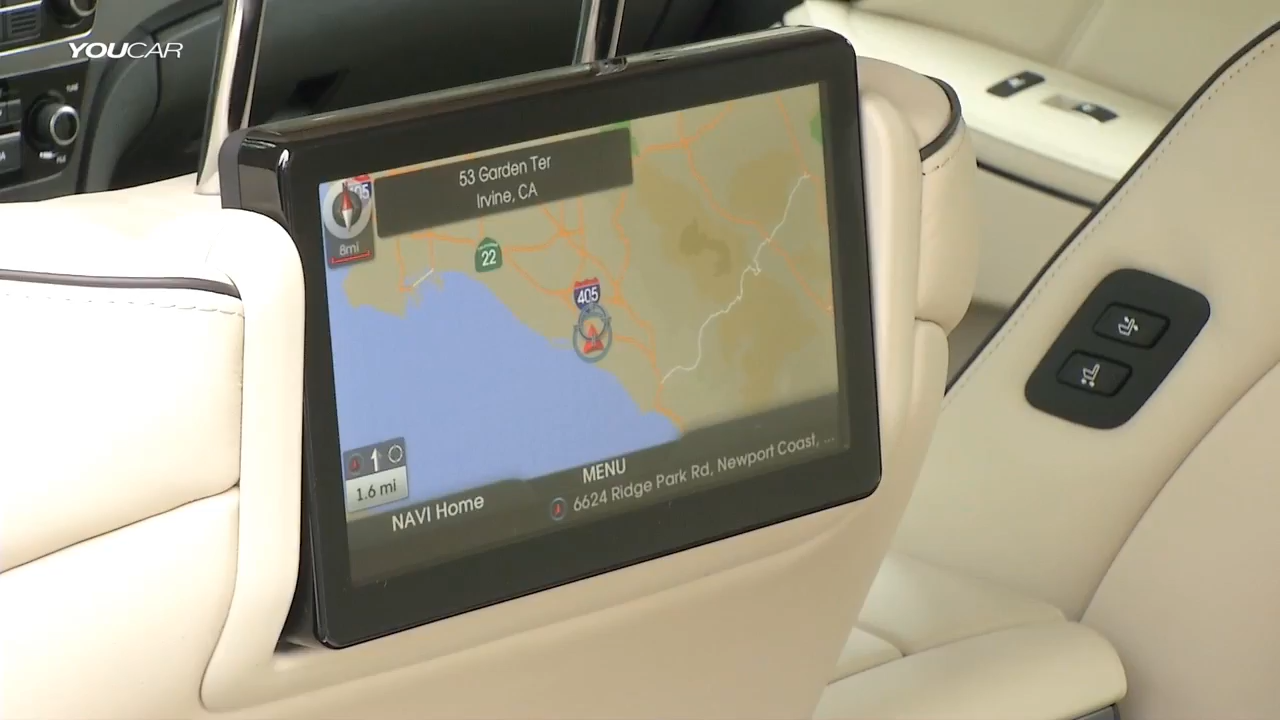 YOUCAR
53 Garden Ter
Irvine, CA
8mi
22
405
1.6 mi
NAVI Home
MENU
6624 Ridge Park Rd, Newport Coast, ...